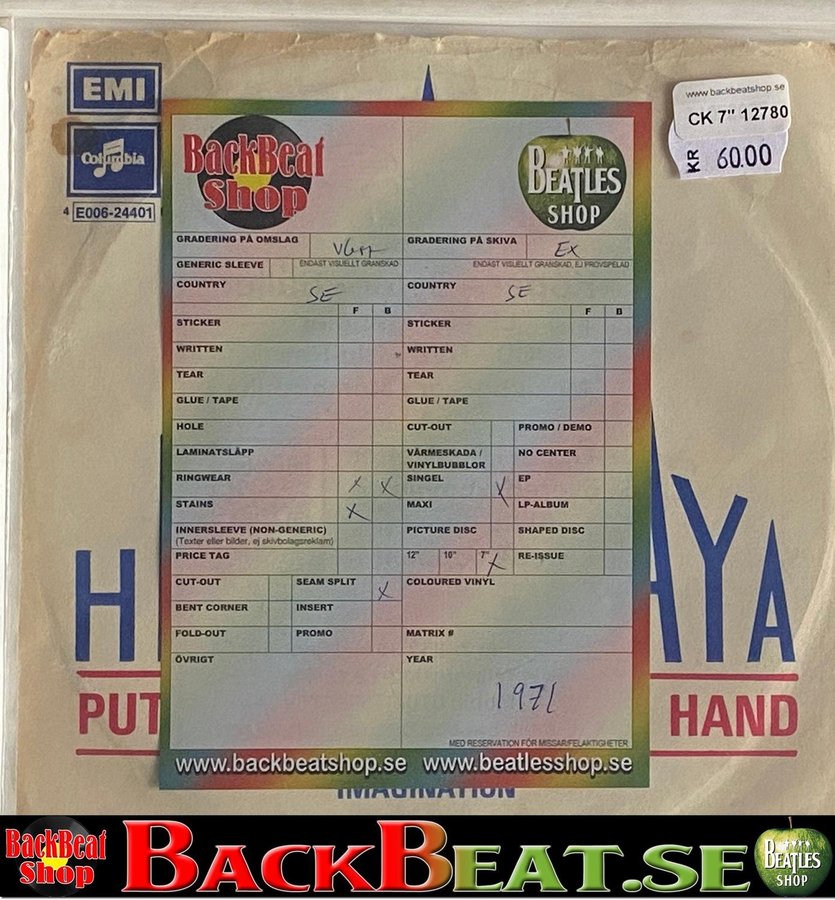 EMI
Columbia
4 E006-24401
www.backbeatshop.se
CK 7" 12780
KR 60.00
BackBeat Shop
BEATLES SHOP
GRADERING PÅ OMSLAG
GRADERING PÅ SKIVA EX
GENERIC SLEEVE ENDAST VISUELLT GRANSKAD
ENDAST VISUELLT GRANSKAD, EJ PROVSPELAD
COUNTRY SE COUNTRY SE
F B F B
STICKER STICKER
WRITTEN WRITTEN
TEAR TEAR
GLUE / TAPE GLUE / TAPE
HOLE CUT-OUT PROMO / DEMO
LAMINATSLÄPP VÄRMESKADA / VINYLBUBBLOR NO CENTER
RINGWEAR X X SINGEL X EP
STAINS X MAXI LP-ALBUM
INNERSLEEVE (NON-GENERIC) PICTURE DISC SHAPED DISC
(Texter eller bilder, ej skivbolagsreklam)
PRICE TAG 12" 10" 7" X RE-ISSUE
CUT-OUT SEAM SPLIT X COLOURED VINYL
BENT CORNER INSERT
FOLD-OUT PROMO MATRIX #
ÖVRIGT YEAR
1971
MED RESERVATION FÖR MISSAR/FELAKTIGHETER
www.backbeatshop.se www.beatlesshop.se
H AYA
PUT HAND
IMAGINATION
BackBeat Shop BACKBEAT.SE BEATLES SHOP